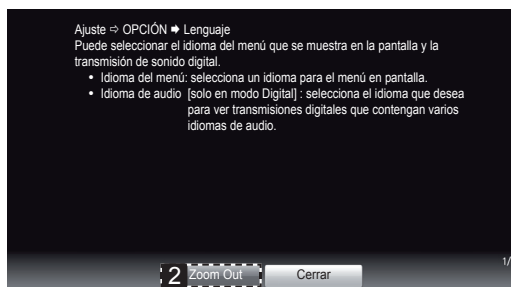 Ajuste ⇨ OPCIÓN ➡ Lenguaje
Puede seleccionar el idioma del menú que se muestra en la pantalla y la
transmisión de sonido digital.
• Idioma del menú: selecciona un idioma para el menú en pantalla.
• Idioma de audio [solo en modo Digital] : selecciona el idioma que desea
para ver transmisiones digitales que contengan varios
idiomas de audio.
1/
2 Zoom Out Cerrar